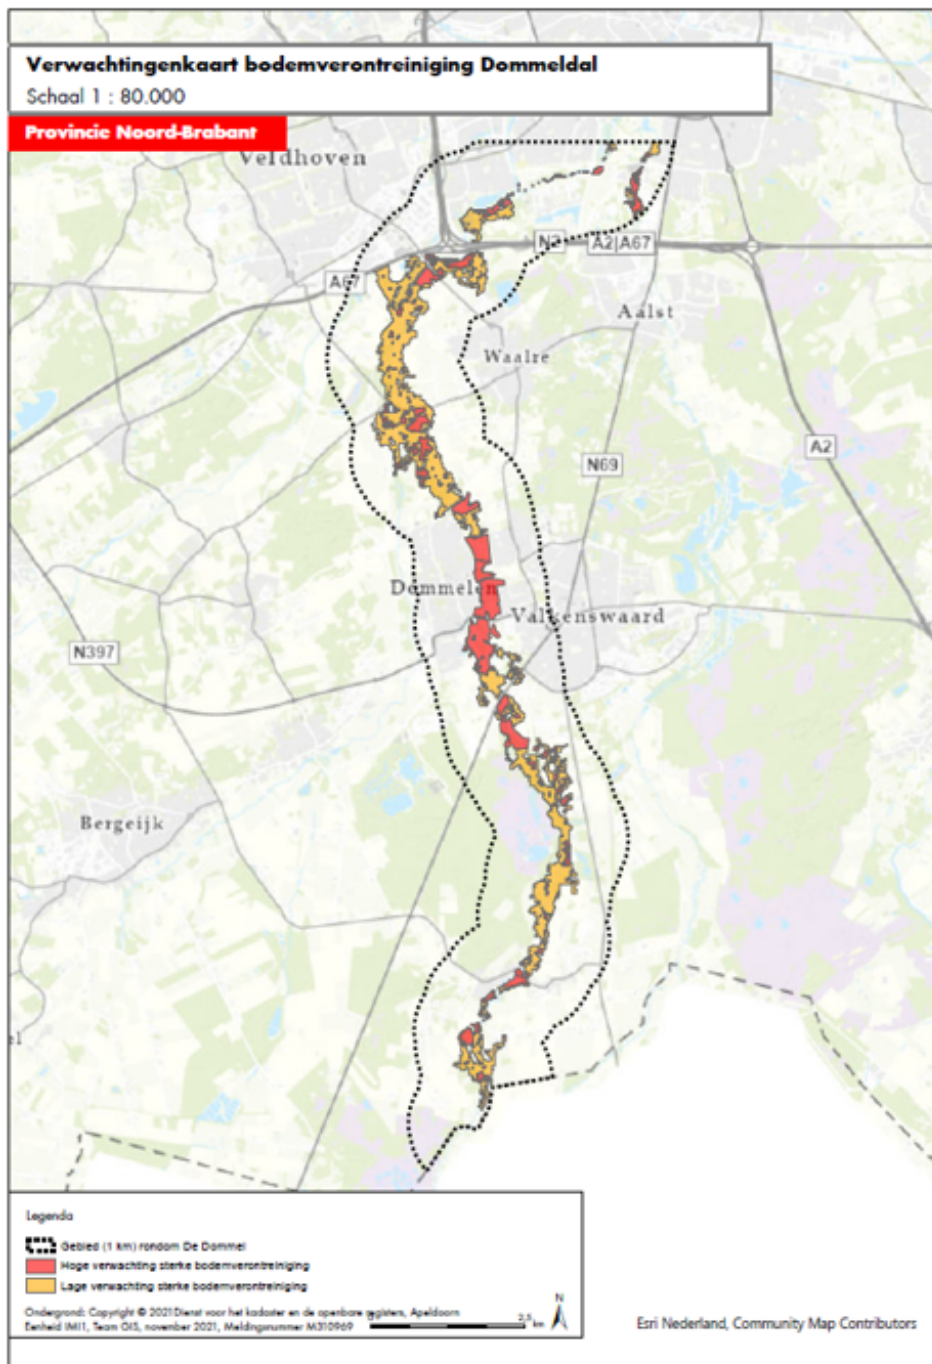 Verwachtingenkaart bodemverontreiniging Dommeldal
Schaal 1 : 80.000
Provincie Noord-Brabant
Veldhoven
N2
A2|A67
A67
Aalst
Waalre
A2
N69
Dommelen
Valkenswaard
N397
Bergeijk
el
Legenda
Gebied (1 km) rondom De Dommel
Hoge verwachting sterke bodemverontreiniging
Lage verwachting sterke bodemverontreiniging
Ondergrond: Copyright © 2021Dienst voor het kadaster en de openbare registers, Apeldoorn
Eenheid IMI1, Team GIS, november 2021, Meldingsnummer M310969
2,5 km
N
Esri Nederland, Community Map Contributors